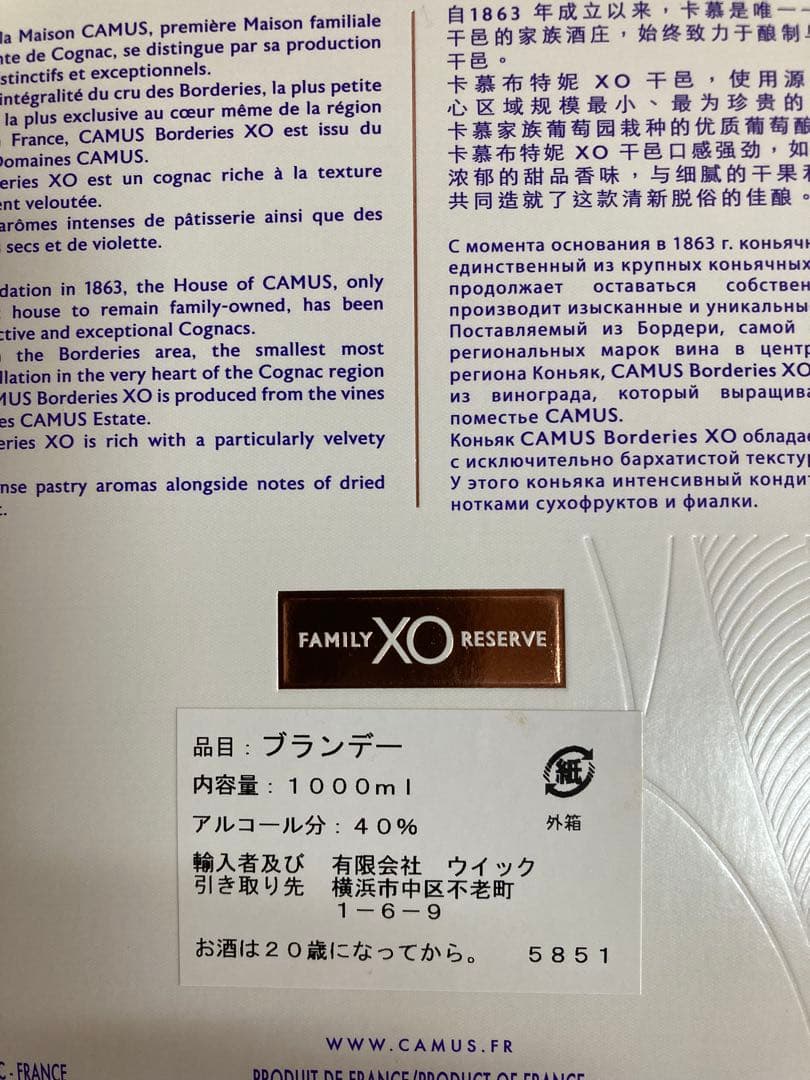 la Maison CAMUS, première Maison familiale
nte de Cognac, se distingue par sa production
stinctifs et exceptionnels.
intégralité du cru des Borderies, la plus petite
la plus exclusive au cœur même de la région
France, CAMUS Borderies XO est issu du
Domaines CAMUS.
eries XO est un cognac riche à la texture
ent veloutée.
arômes intenses de pâtisserie ainsi que des
secs et de violette.
dation in 1863, the House of CAMUS, only
house to remain family-owned, has been
ctive and exceptional Cognacs.
the Borderies area, the smallest most
llation in the very heart of the Cognac region
MUS Borderies XO is produced from the vines
es CAMUS Estate.
eries XO is rich with a particularly velvety
nse pastry aromas alongside notes of dried
自1863 年成立以来，卡慕是唯一
干邑的家族酒庄，始终致力于酿制
干邑。
卡慕布特妮 XO 干邑，使用源
心区域规模最小、最为珍贵的
卡慕家族葡萄园栽种的优质葡萄酿
卡慕布特妮 XO 干邑口感强劲，如
浓郁的甜品香味，与细腻的干果和
共同造就了这款清新脱俗的佳酿。
С момента основания в 1863 г. коньячн
единственный из крупных коньячных
продолжает оставаться собствен
производит изысканные и уникальны
Поставляемый из Бордери, самой
региональных марок вина в центр
региона Коньяк, CAMUS Borderies XO
из винограда, который выращива
поместье CAMUS.
Коньяк CAMUS Borderies XO облада
с исключительно бархатистой текстур
У этого коньяка интенсивный кондит
нотками сухофруктов и фиалки.
FAMILY XO RESERVE
品目：ブランデー
内容量：１０００ｍｌ
アルコール分：４０％
紙
外箱
輸入者及び 有限会社 ウイック
引き取り先 横浜市中区不老町
１－６－９
お酒は２０歳になってから。 ５８５１
WWW.CAMUS.FR
C - FRANCE
PRODUIT DE FRANCE/PRODUCT OF FRANCE